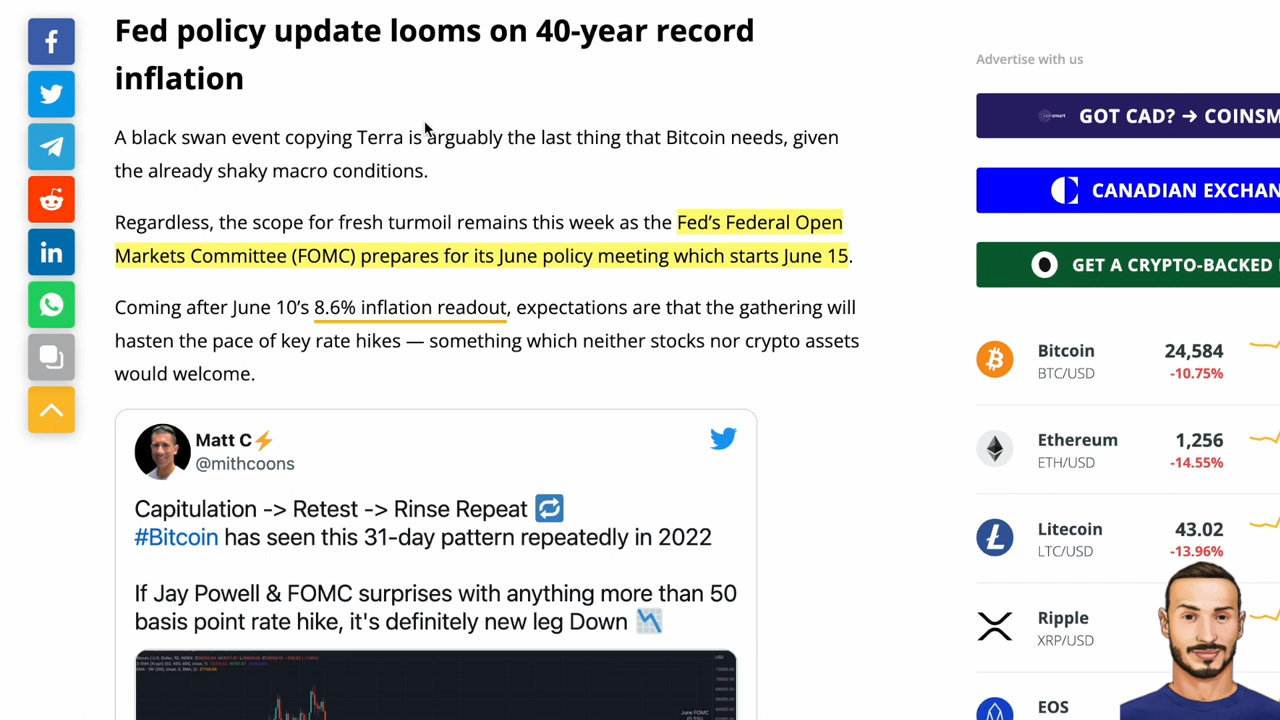 Fed policy update looms on 40-year record
inflation
A black swan event copying Terra is arguably the last thing that Bitcoin needs, given
the already shaky macro conditions.
Regardless, the scope for fresh turmoil remains this week as the Fed's Federal Open
Markets Committee (FOMC) prepares for its June policy meeting which starts June 15.
Coming after June 10's 8.6% inflation readout, expectations are that the gathering will
hasten the pace of key rate hikes — something which neither stocks nor crypto assets
would welcome.
Matt C⚡
@mithcoons
Capitulation -> Retest -> Rinse Repeat 🔁
#Bitcoin has seen this 31-day pattern repeatedly in 2022
If Jay Powell & FOMC surprises with anything more than 50
basis point rate hike, it's definitely new leg Down 📉
June FOMC
Advertise with us
GOT CAD? → COINSM
CANADIAN EXCHAN
GET A CRYPTO-BACKED
Bitcoin 24,584
BTC/USD -10.75%
Ethereum 1,256
ETH/USD -14.55%
Litecoin 43.02
LTC/USD -13.96%
Ripple
XRP/USD
EOS